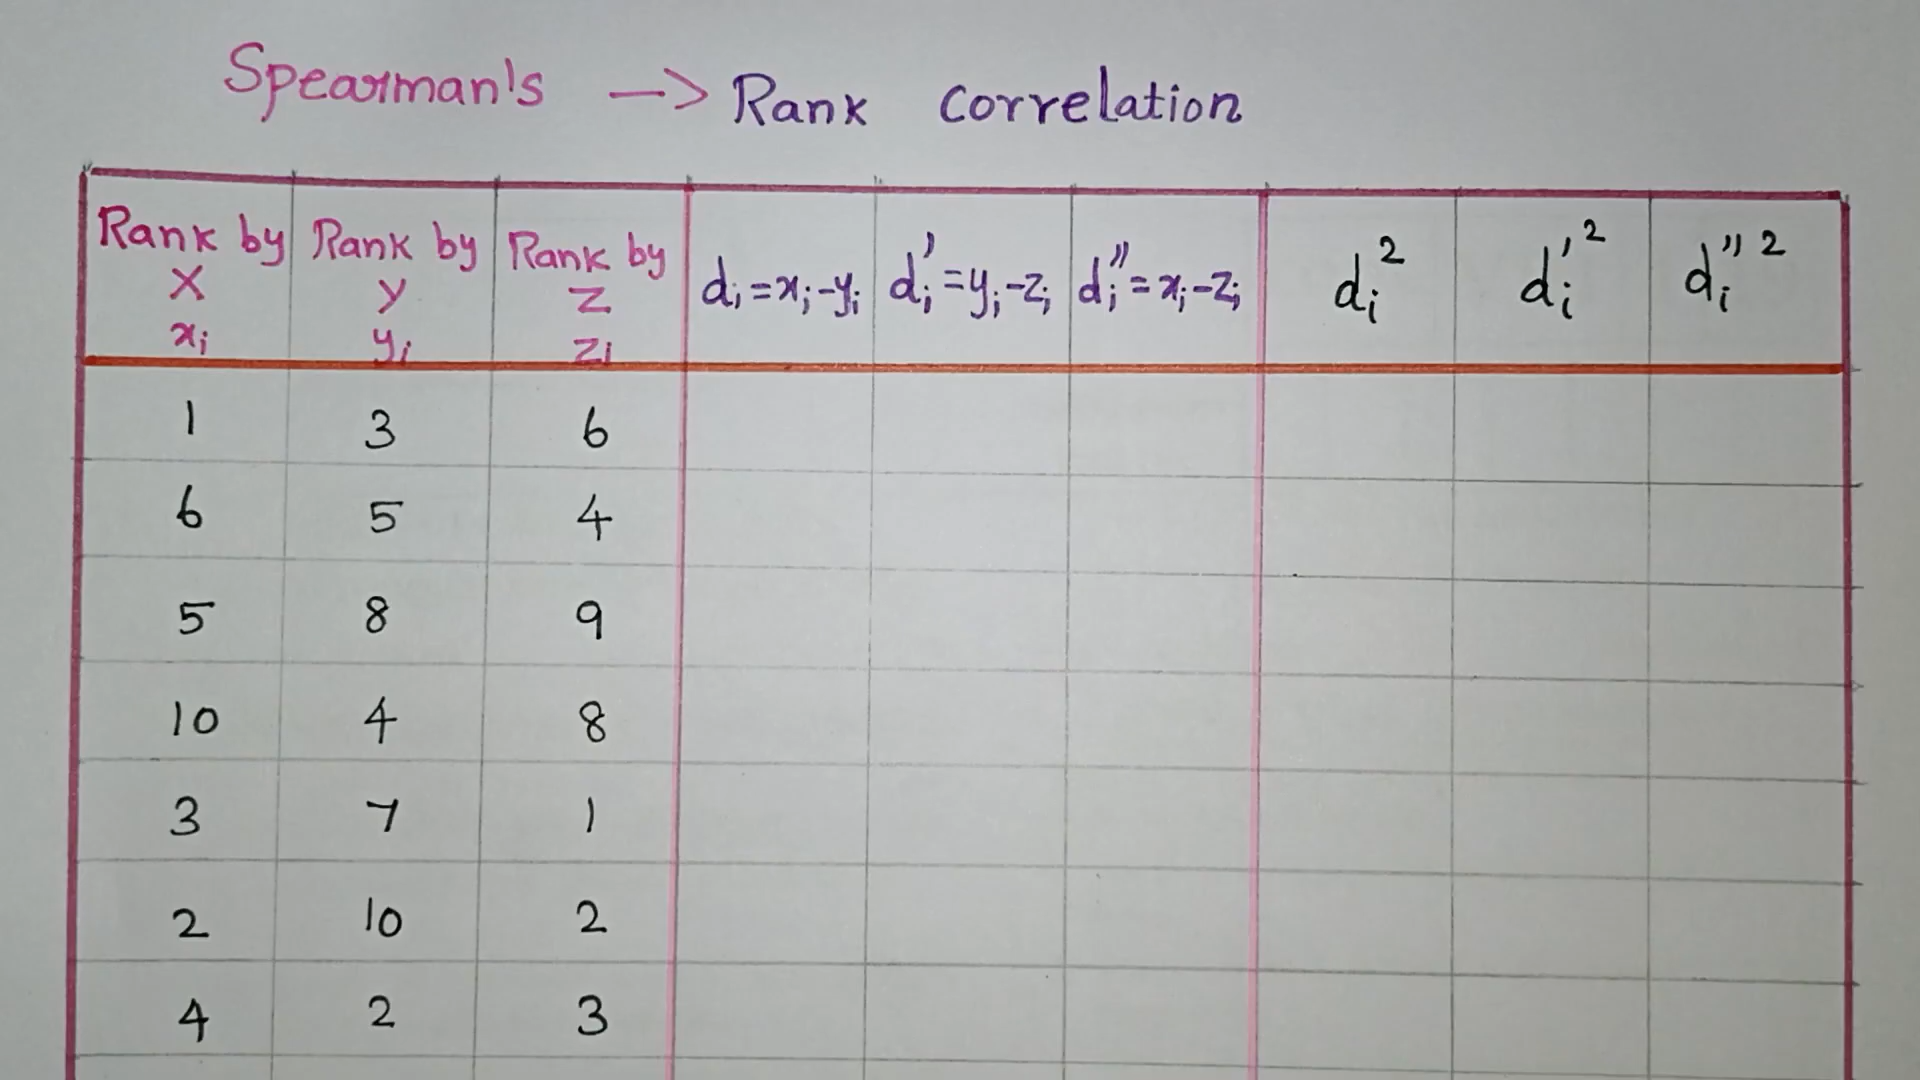 Spearman's -> Rank correlation
Rank by X xi | Rank by y yi | Rank by Z zi | di=xi-yi | di'=yi-zi | di''=xi-zi | di² | di'² | di''²
1 3 6
6 5 4
5 8 9
10 4 8
3 7 1
2 10 2
4 2 3